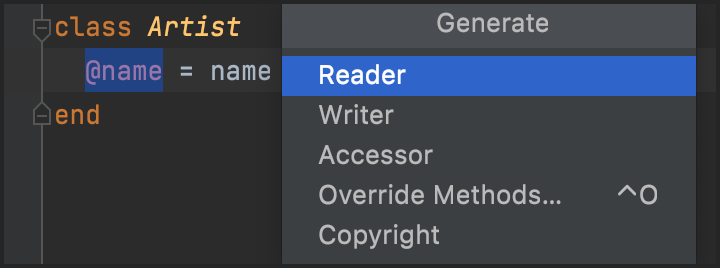 class Artist
@name = name
end
Generate
Reader
Writer
Accessor
Override Methods... ^O
Copyright